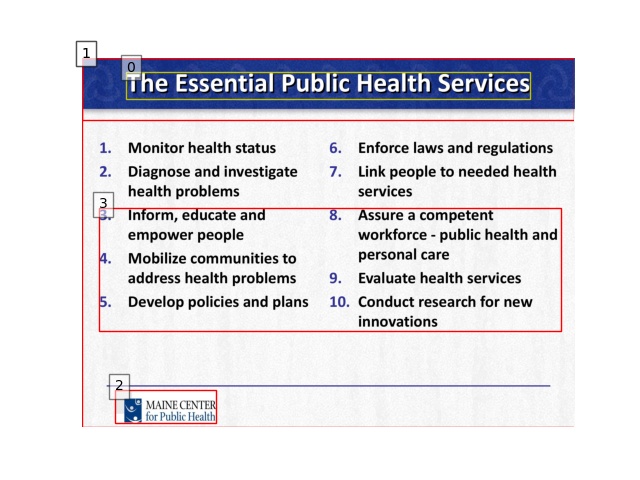 The Essential Public Health Services
1. Monitor health status
2. Diagnose and investigate
health problems
3. Inform, educate and
empower people
4. Mobilize communities to
address health problems
5. Develop policies and plans
6. Enforce laws and regulations
7. Link people to needed health
services
8. Assure a competent
workforce - public health and
personal care
9. Evaluate health services
10. Conduct research for new
innovations
MAINE CENTER
for Public Health
0
1
2
3